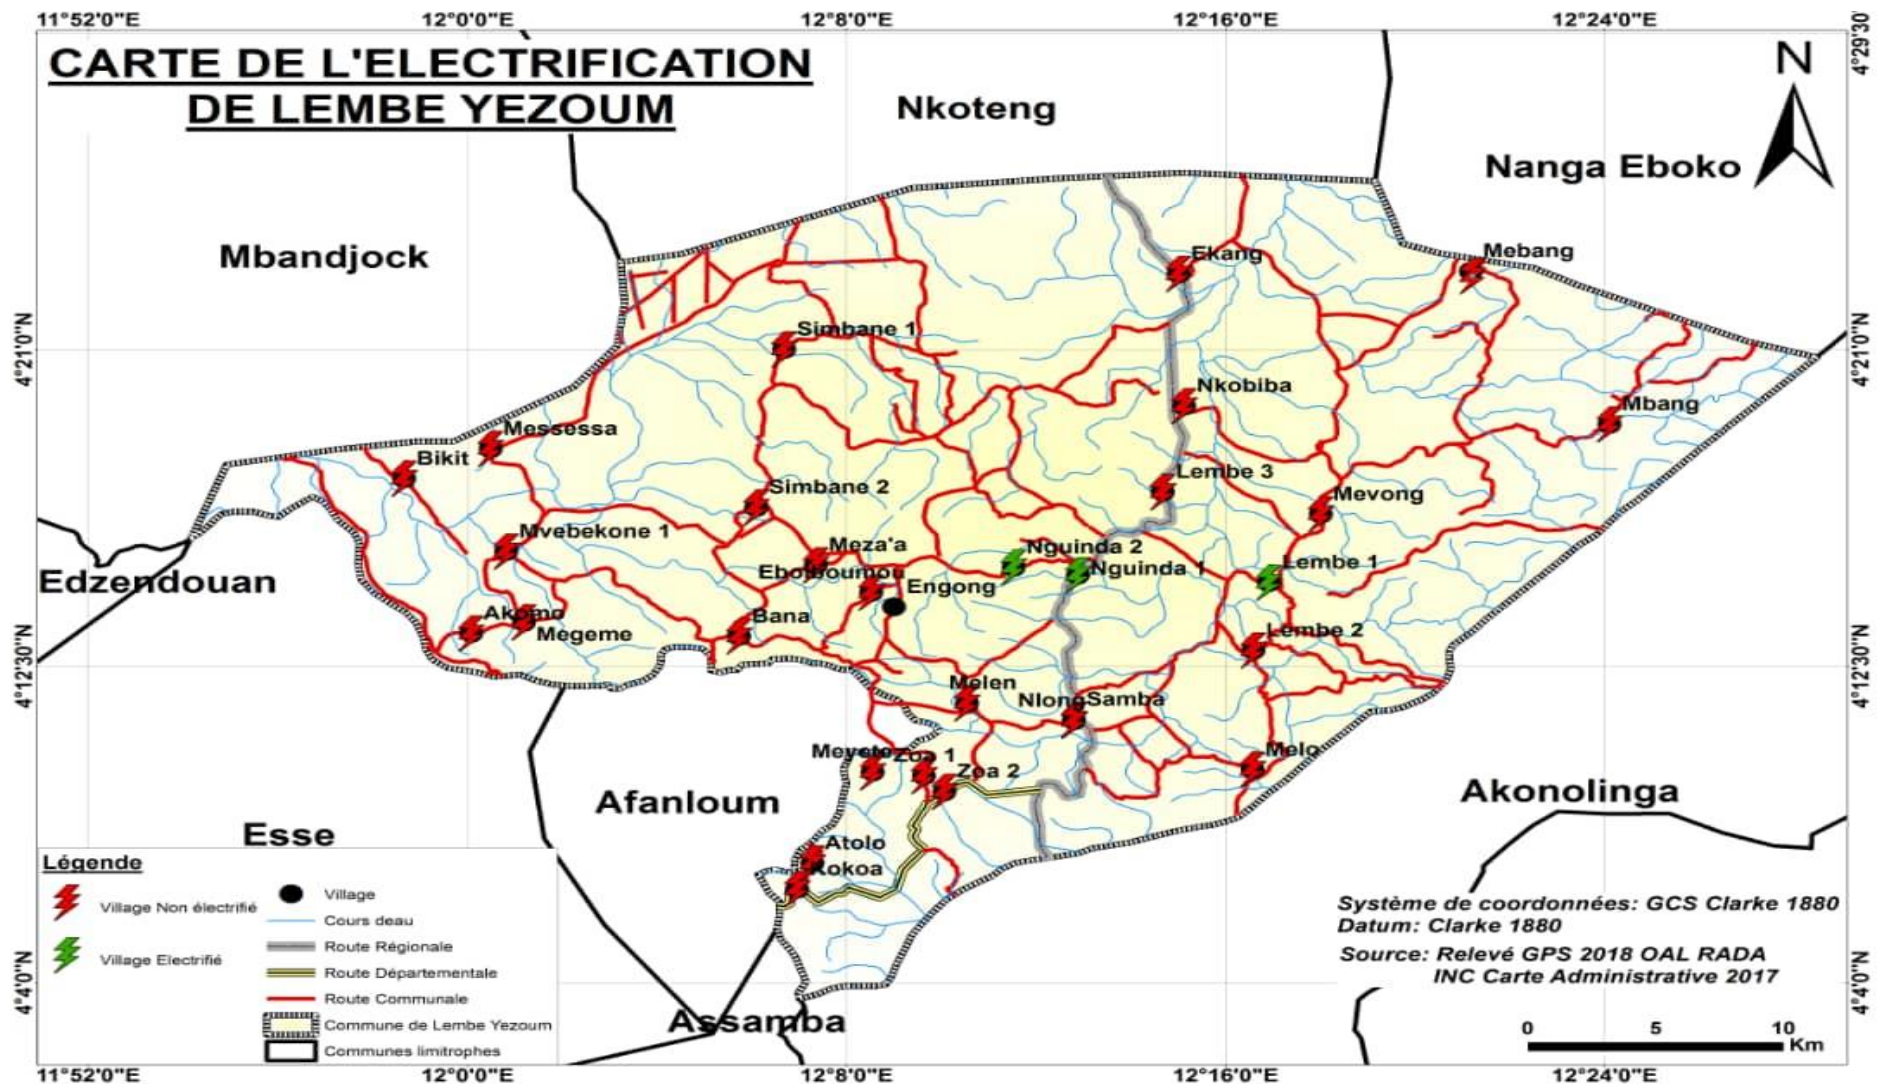 11°52'0"E 12°0'0"E 12°8'0"E 12°16'0"E 12°24'0"E
CARTE DE L'ELECTRIFICATION
DE LEMBE YEZOUM
4°29'30
N
Nkoteng
Nanga Eboko
Mbandjock
Ekang
Mebang
Simbane 1
4°21'0"N
4°21'0"N
Nkobiba
Mbang
Messessa
Bikit
Lembe 3
Simbane 2
Mevong
Mvebekone 1
Meza'a
Nguinda 2
Nguinda 1
Lembe 1
Eboiboumou
Edzendouan
Engong
Akomo
Megeme
Bana
Lembe 2
4°12'30"N
4°12'30"N
Melen
Nlong Samba
Zoa 1
Melo
Zoa 2
Afanloum
Akonolinga
Esse
Atolo
Kokoa
Légende
Village Non électrifié
Village Electrifié
Village
Cours deau
Route Régionale
Route Départementale
Route Communale
Commune de Lembe Yezoum
Communes limitrophes
Système de coordonnées: GCS Clarke 1880
Datum: Clarke 1880
Source: Relevé GPS 2018 OAL RADA
INC Carte Administrative 2017
4°4'0"N
4°4'0"N
Assamba
0 5 10
Km
11°52'0"E 12°0'0"E 12°8'0"E 12°16'0"E 12°24'0"E